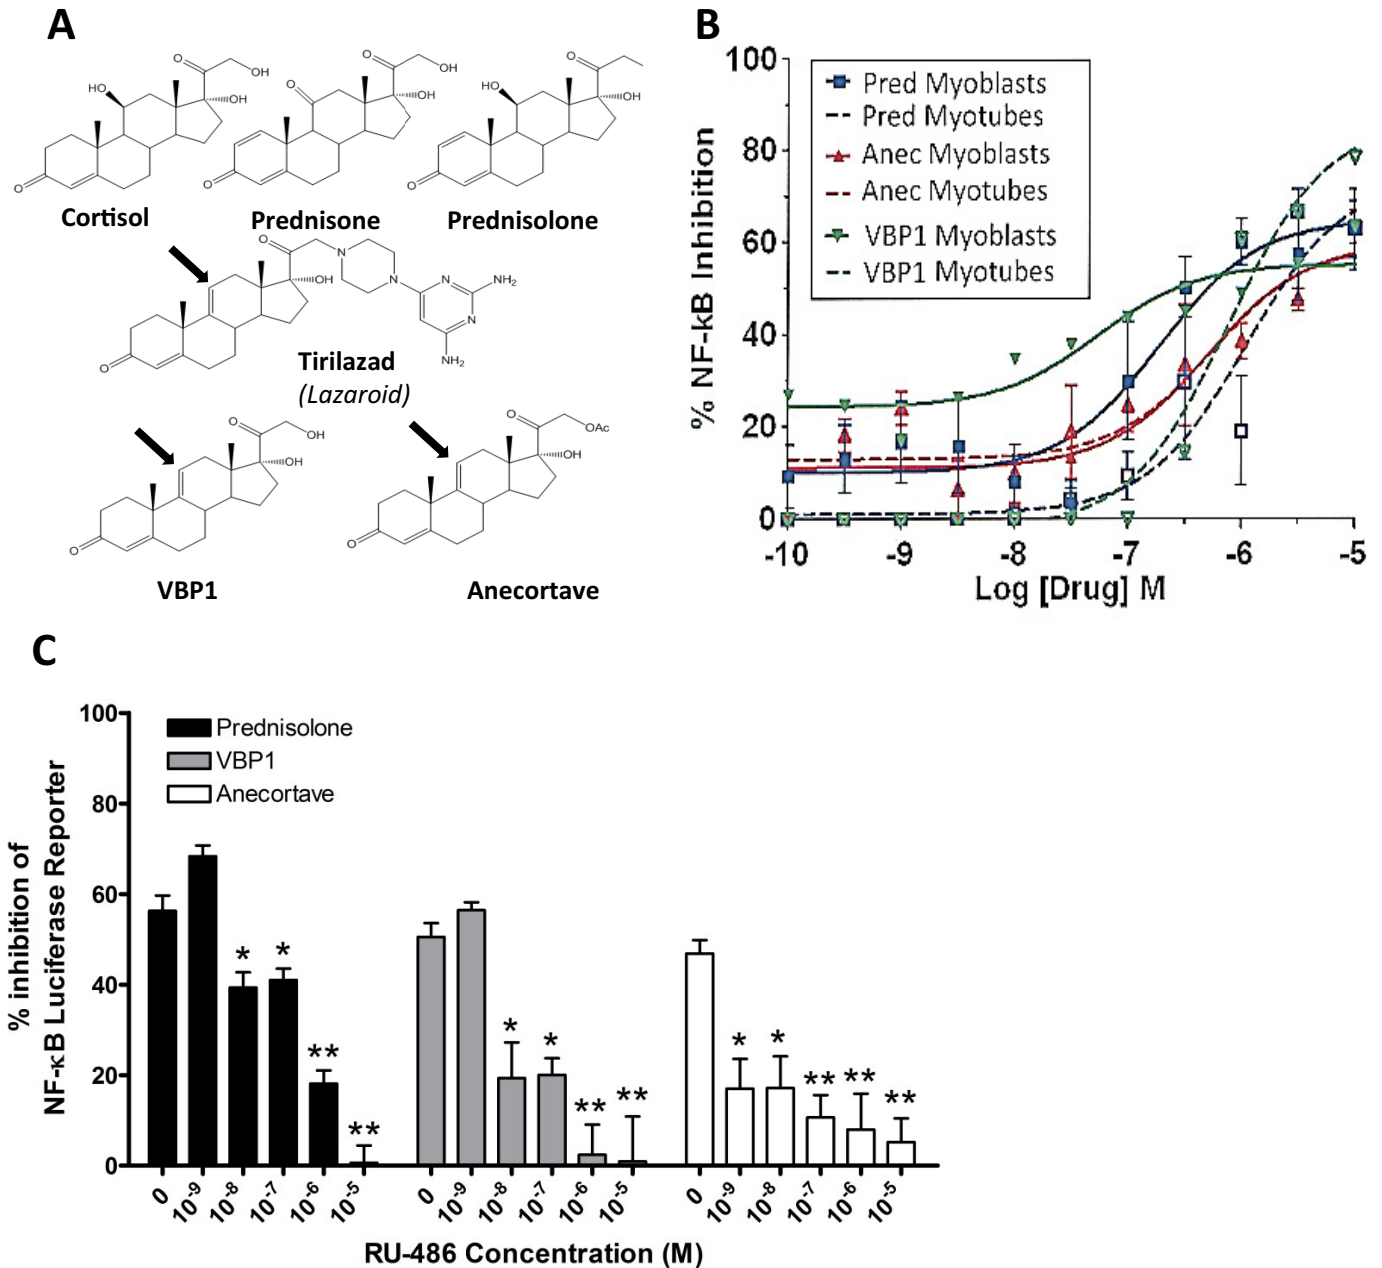 A
O
OH
HO
OH
O
Cortisol
O
OH
O
OH
O
Prednisone
O
HO
OH
O
Prednisolone
O
N
OH
N
N
NH₂
N
NH₂
O
Tirilazad
(Lazaroid)
O
OH
OH
O
VBP1
O
OAc
OH
O
Anecortave
B
% NF-kB Inhibition
100
80
60
40
20
0
Pred Myoblasts
Pred Myotubes
Anec Myoblasts
Anec Myotubes
VBP1 Myoblasts
VBP1 Myotubes
-10 -9 -8 -7 -6 -5
Log [Drug] M
C
% inhibition of
NF-κB Luciferase Reporter
100
80
60
40
20
0
Prednisolone
VBP1
Anecortave
* * ** **
* * ** **
* * ** ** **
0 10⁻⁹ 10⁻⁸ 10⁻⁷ 10⁻⁶ 10⁻⁵ 0 10⁻⁹ 10⁻⁸ 10⁻⁷ 10⁻⁶ 10⁻⁵ 0 10⁻⁹ 10⁻⁸ 10⁻⁷ 10⁻⁶ 10⁻⁵
RU-486 Concentration (M)